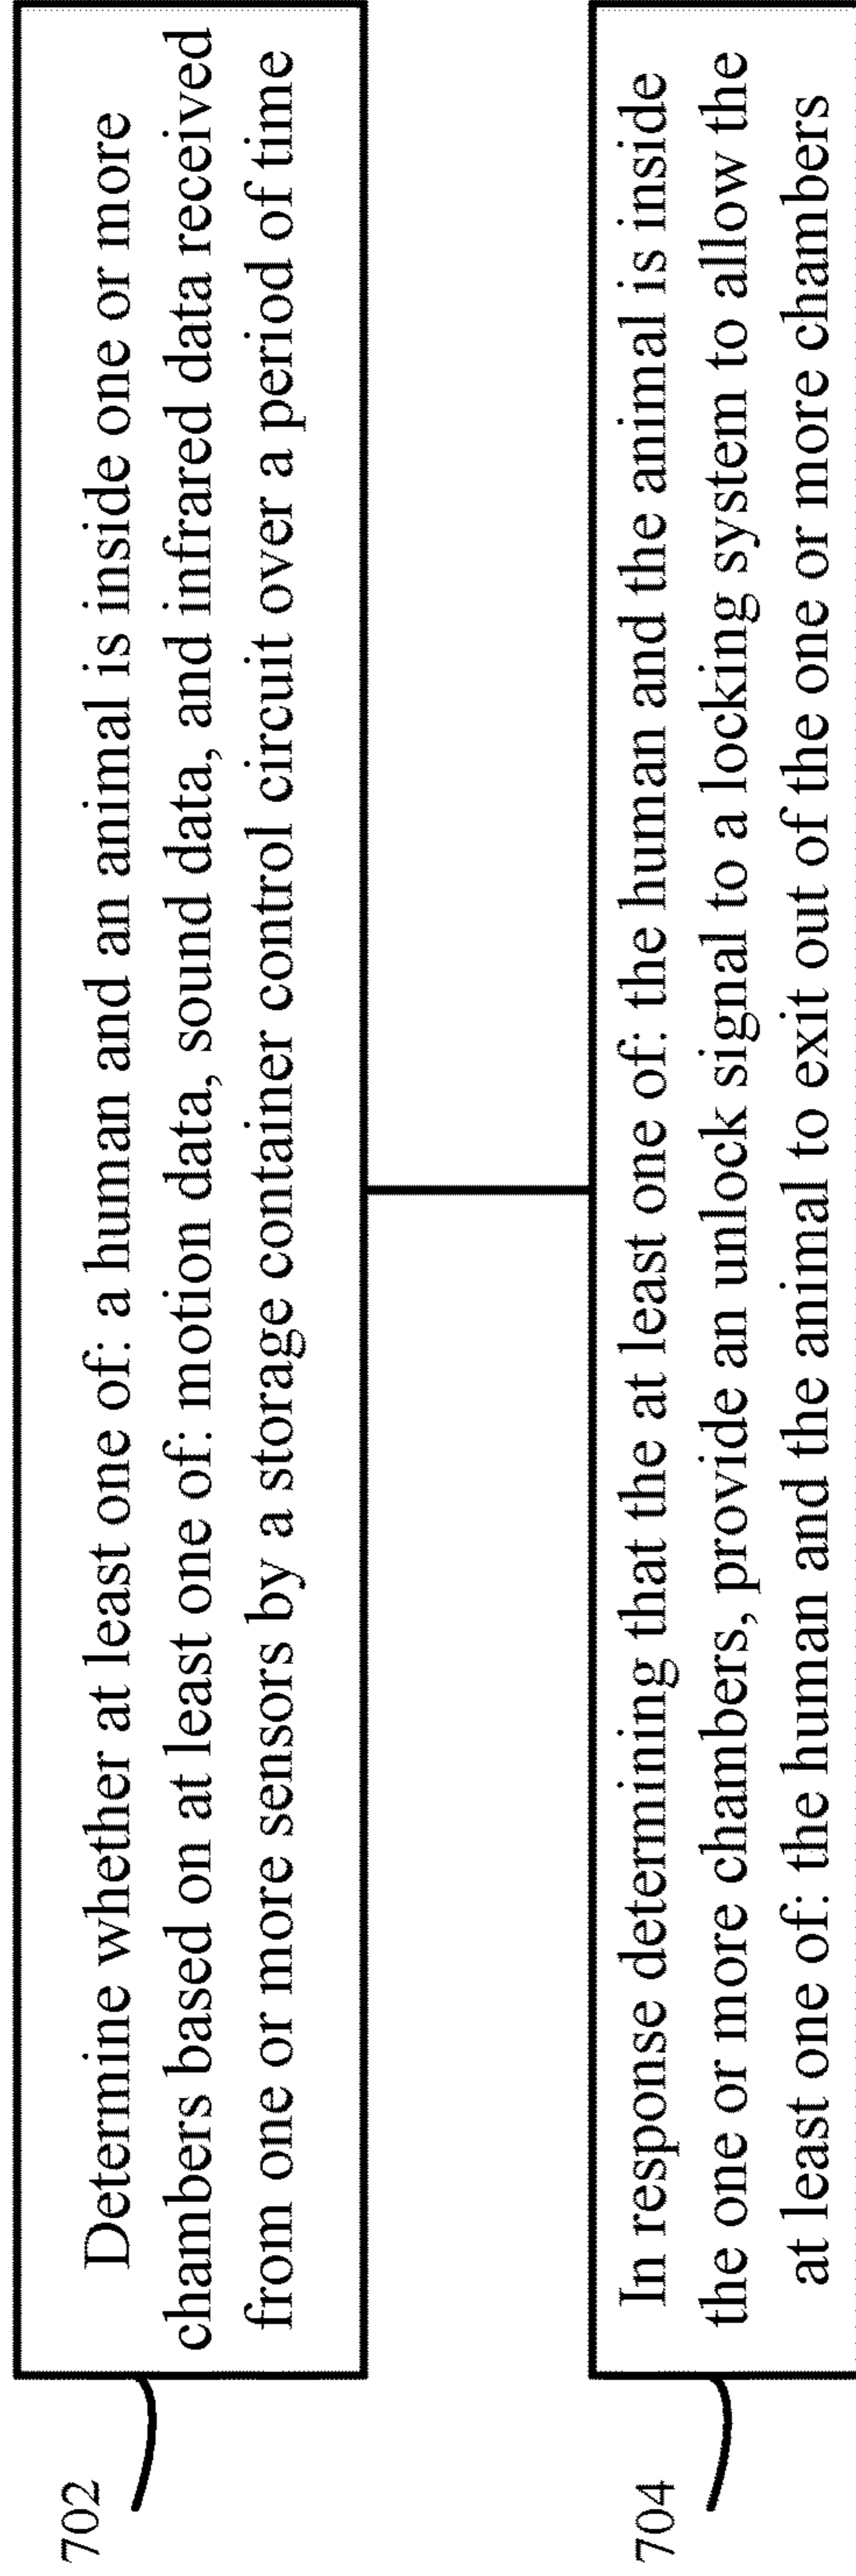 702
Determine whether at least one of: a human and an animal is inside one or more
chambers based on at least one of: motion data, sound data, and infrared data received
from one or more sensors by a storage container control circuit over a period of time
704
In response determining that the at least one of: the human and the animal is inside
the one or more chambers, provide an unlock signal to a locking system to allow the
at least one of: the human and the animal to exit out of the one or more chambers